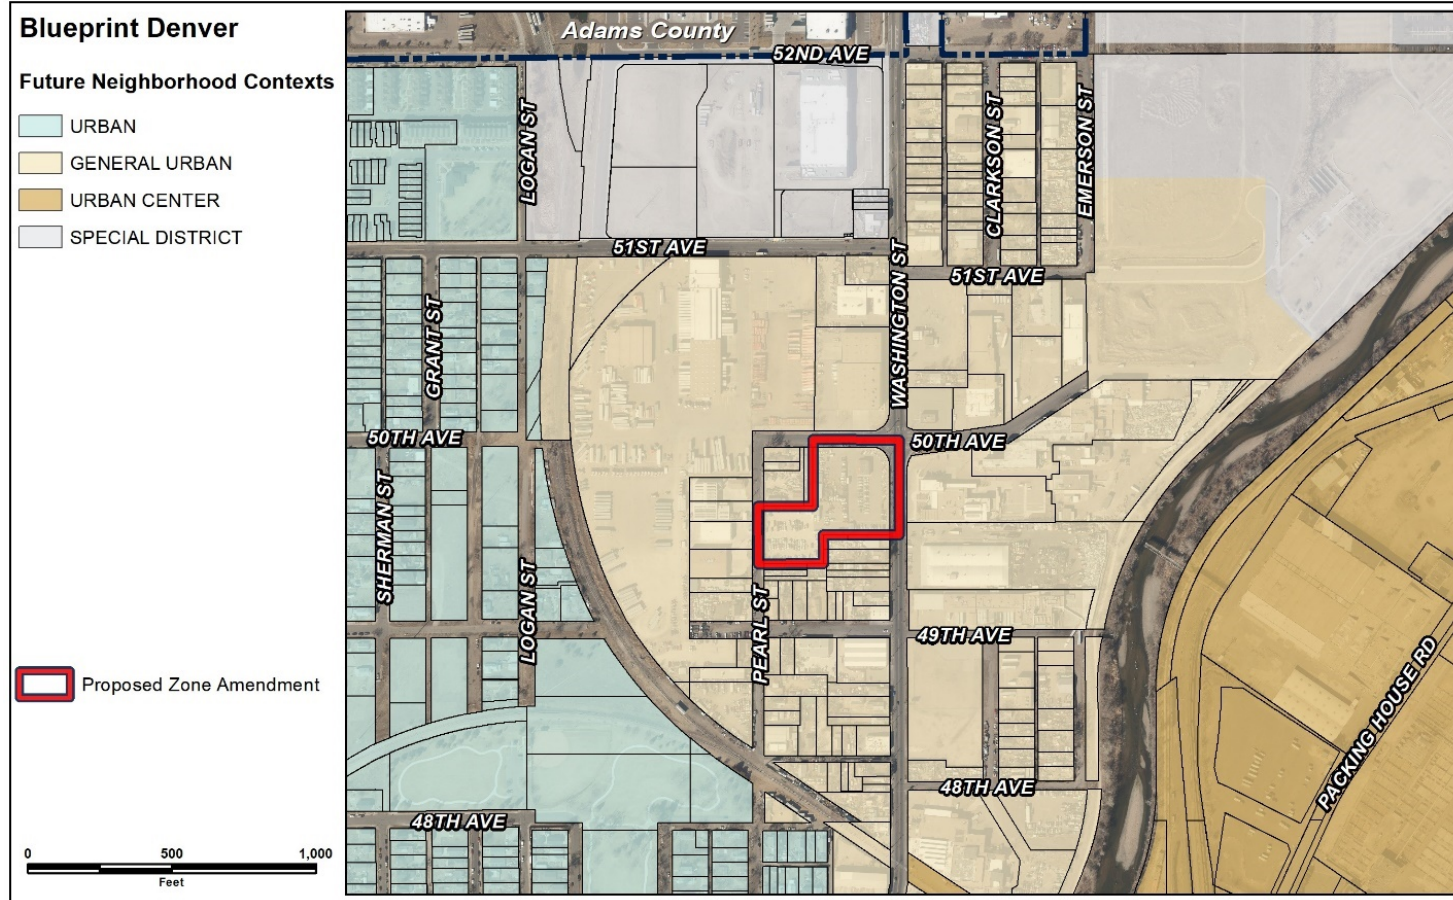 Blueprint Denver
Future Neighborhood Contexts
URBAN
GENERAL URBAN
URBAN CENTER
SPECIAL DISTRICT
Proposed Zone Amendment
0 500 1,000
Feet
Adams County
52ND AVE
LOGAN ST
CLARKSON ST
EMERSON ST
51ST AVE
WASHINGTON ST
51ST AVE
GRANT ST
50TH AVE
50TH AVE
SHERMAN ST
LOGAN ST
PEARL ST
49TH AVE
PACKING HOUSE RD
48TH AVE
48TH AVE